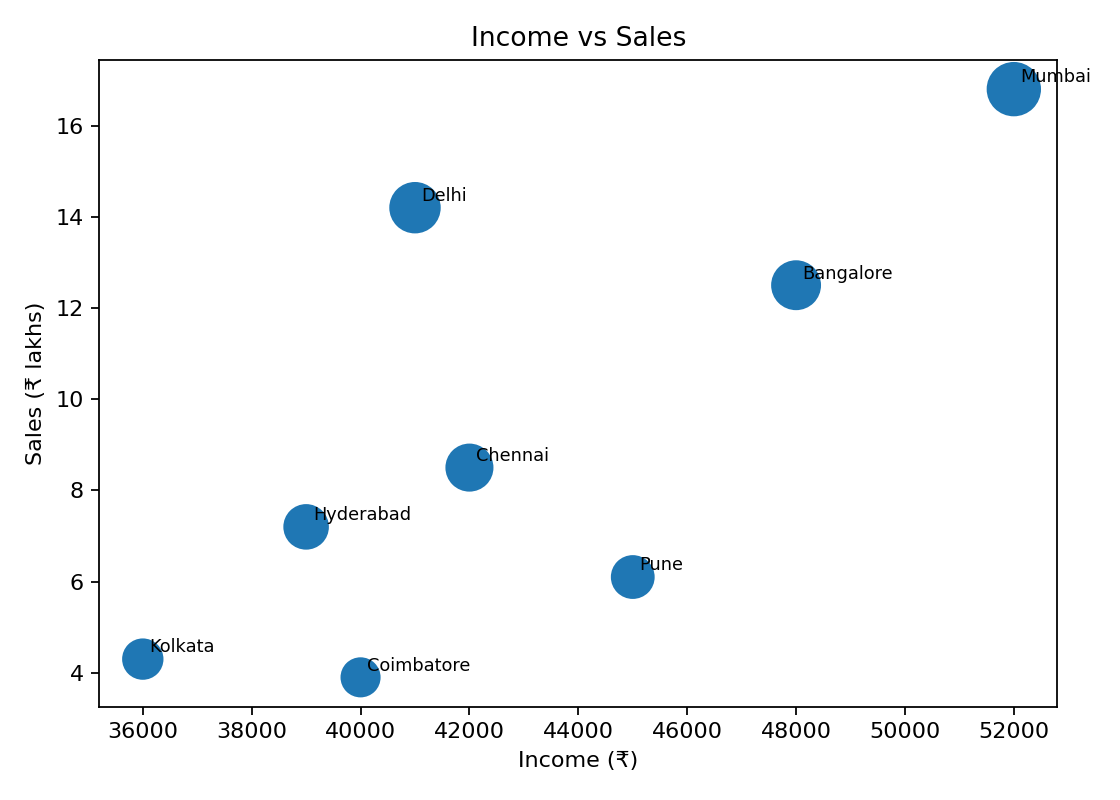 Income vs Sales
Mumbai
16
Delhi
14
Bangalore
12
Sales (₹ lakhs)
10
Chennai
8
Hyderabad
Pune
6
Kolkata
Coimbatore
4
36000 38000 40000 42000 44000 46000 48000 50000 52000
Income (₹)